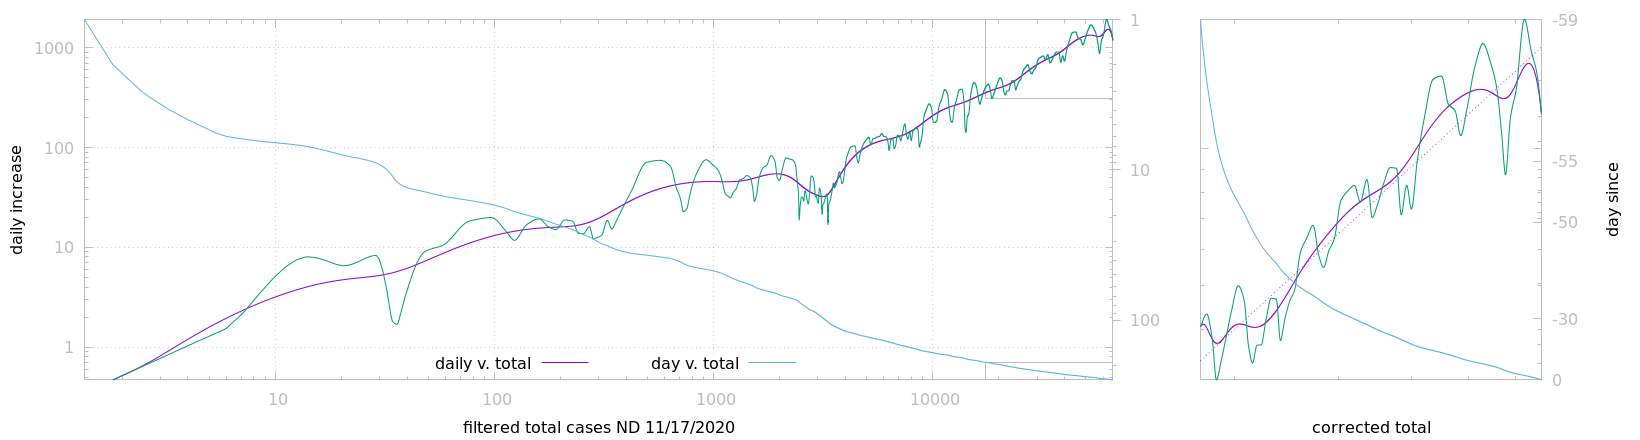 1000
100
10
1
daily increase
daily v. total
day v. total
10
100
1000
10000
filtered total cases ND 11/17/2020
1
10
100
-59
-55
-50
-30
0
day since
corrected total